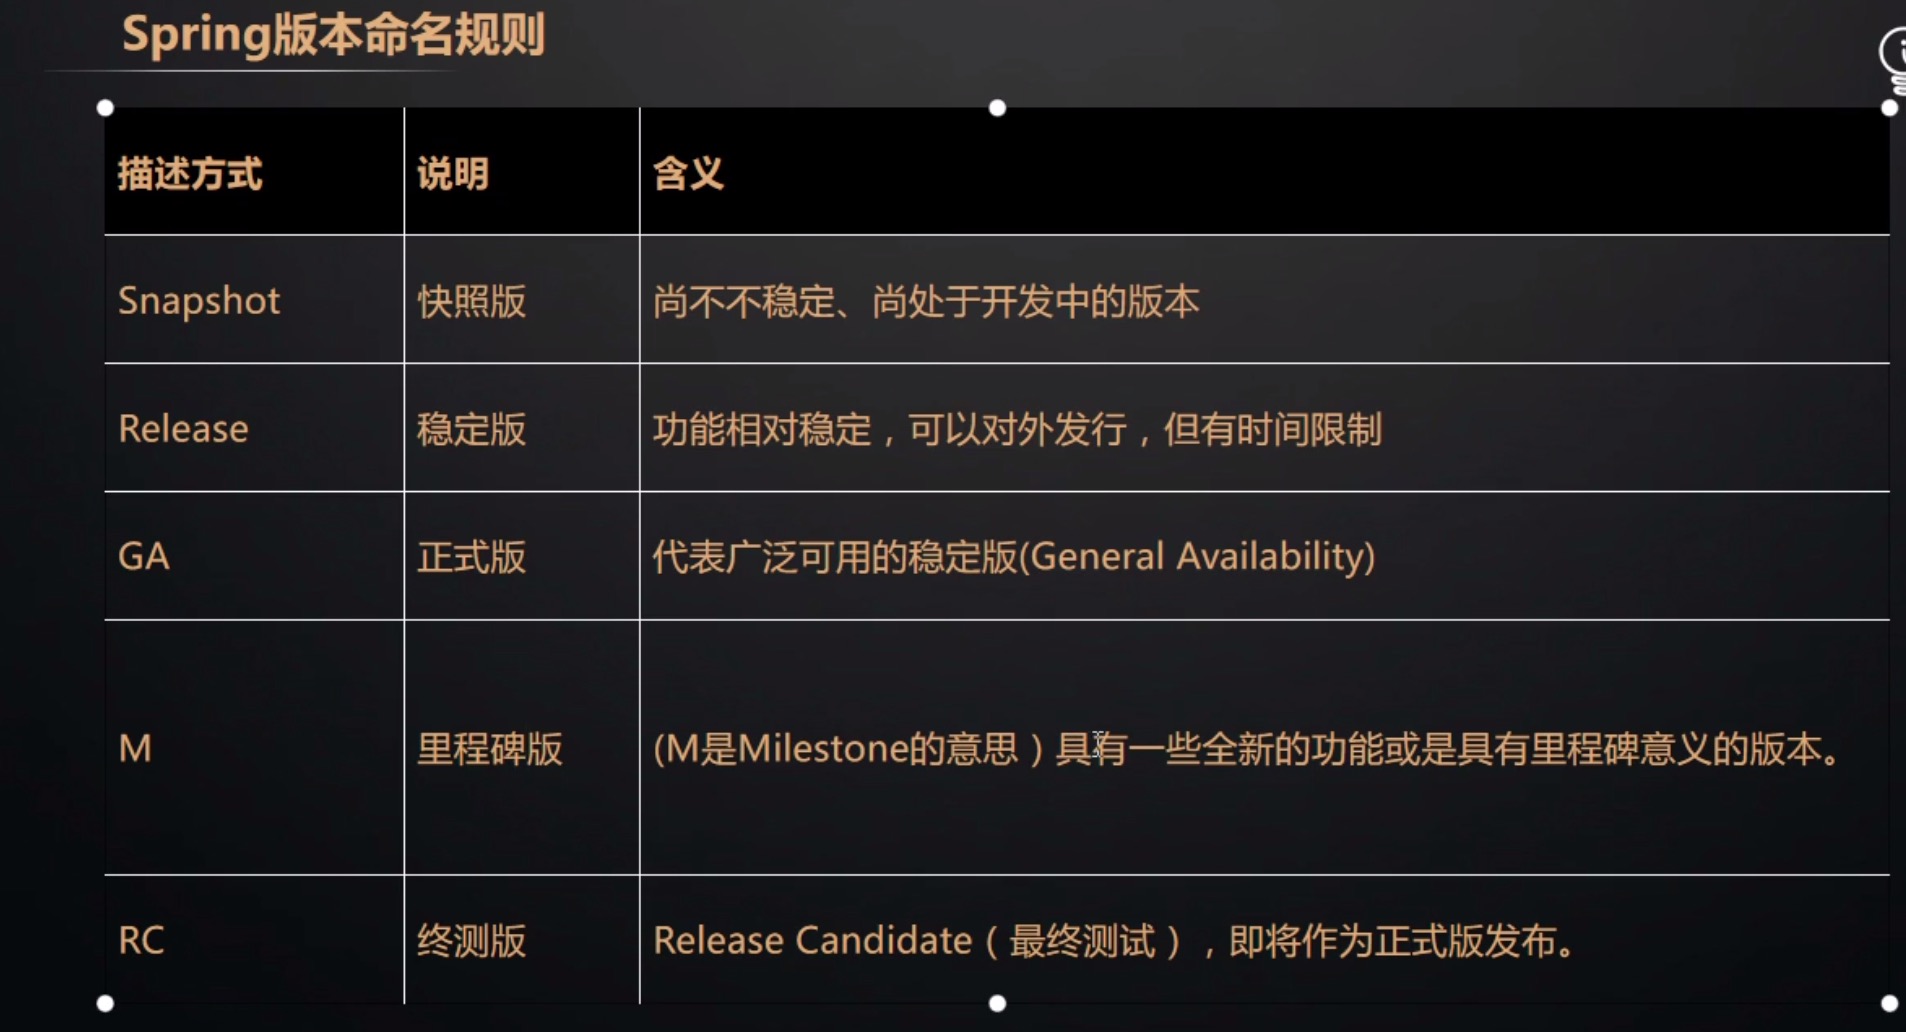 Spring版本命名规则
描述方式 说明 含义
Snapshot 快照版 尚不不稳定、尚处于开发中的版本
Release 稳定版 功能相对稳定，可以对外发行，但有时间限制
GA 正式版 代表广泛可用的稳定版(General Availability)
M 里程碑版 (M是Milestone的意思）具有一些全新的功能或是具有里程碑意义的版本。
RC 终测版 Release Candidate（最终测试），即将作为正式版发布。